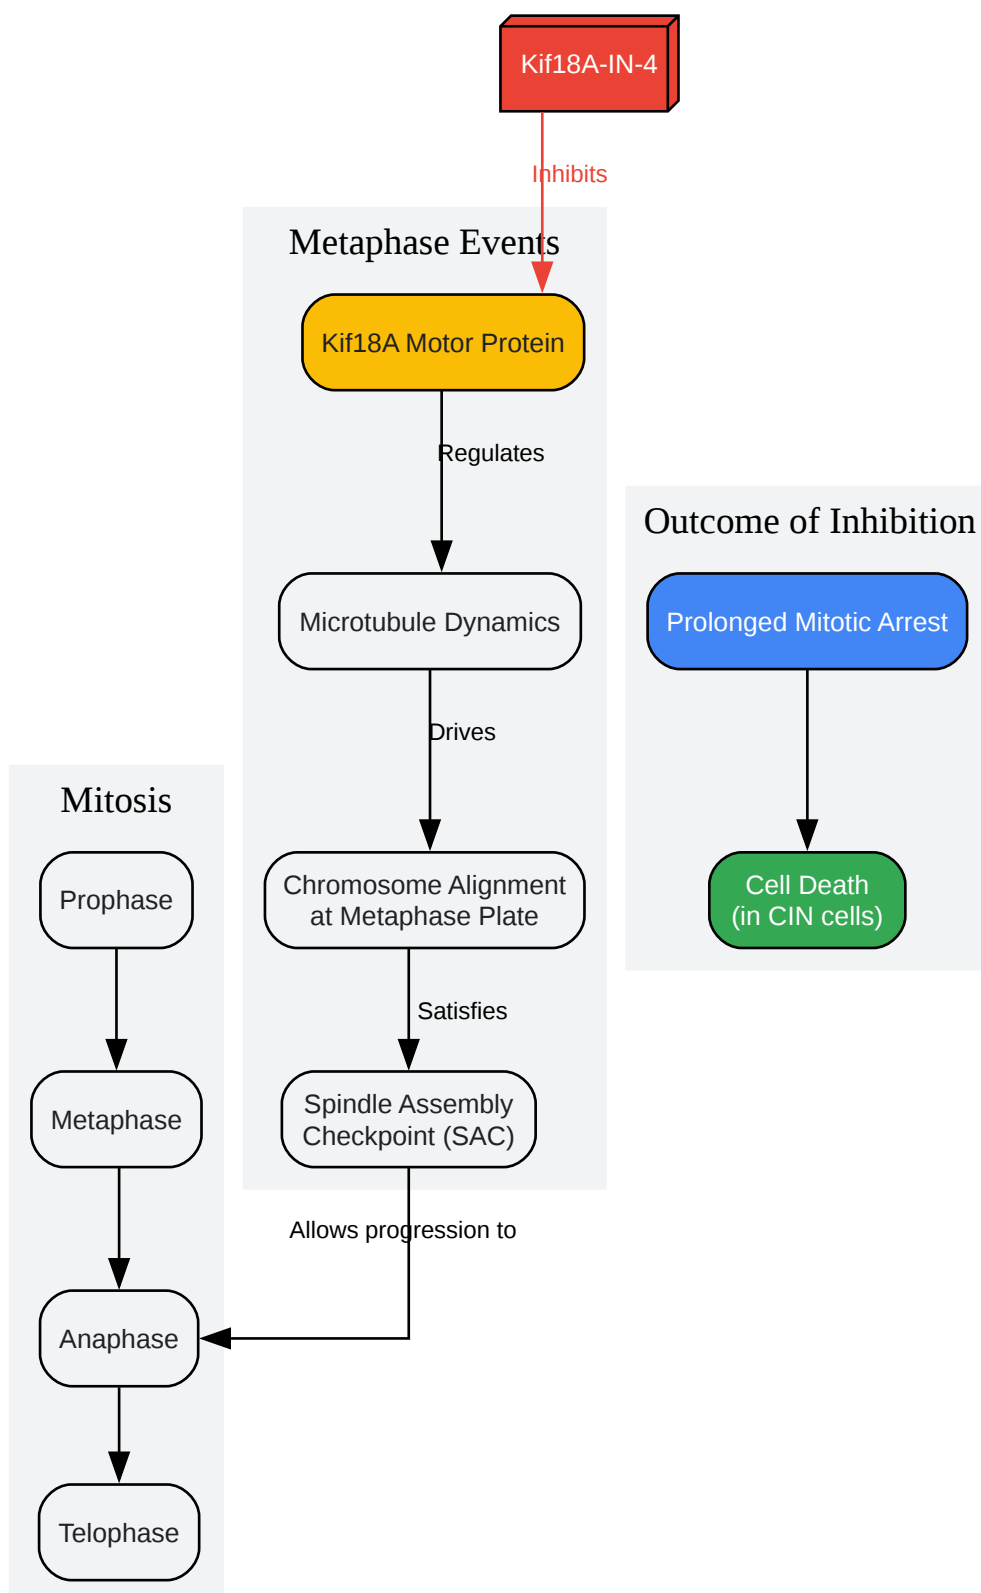 Kif18A-IN-4
Inhibits
Metaphase Events
Kif18A Motor Protein
Regulates
Microtubule Dynamics
Drives
Chromosome Alignment
at Metaphase Plate
Satisfies
Spindle Assembly
Checkpoint (SAC)
Allows progression to
Outcome of Inhibition
Prolonged Mitotic Arrest
Cell Death
(in CIN cells)
Mitosis
Prophase
Metaphase
Anaphase
Telophase